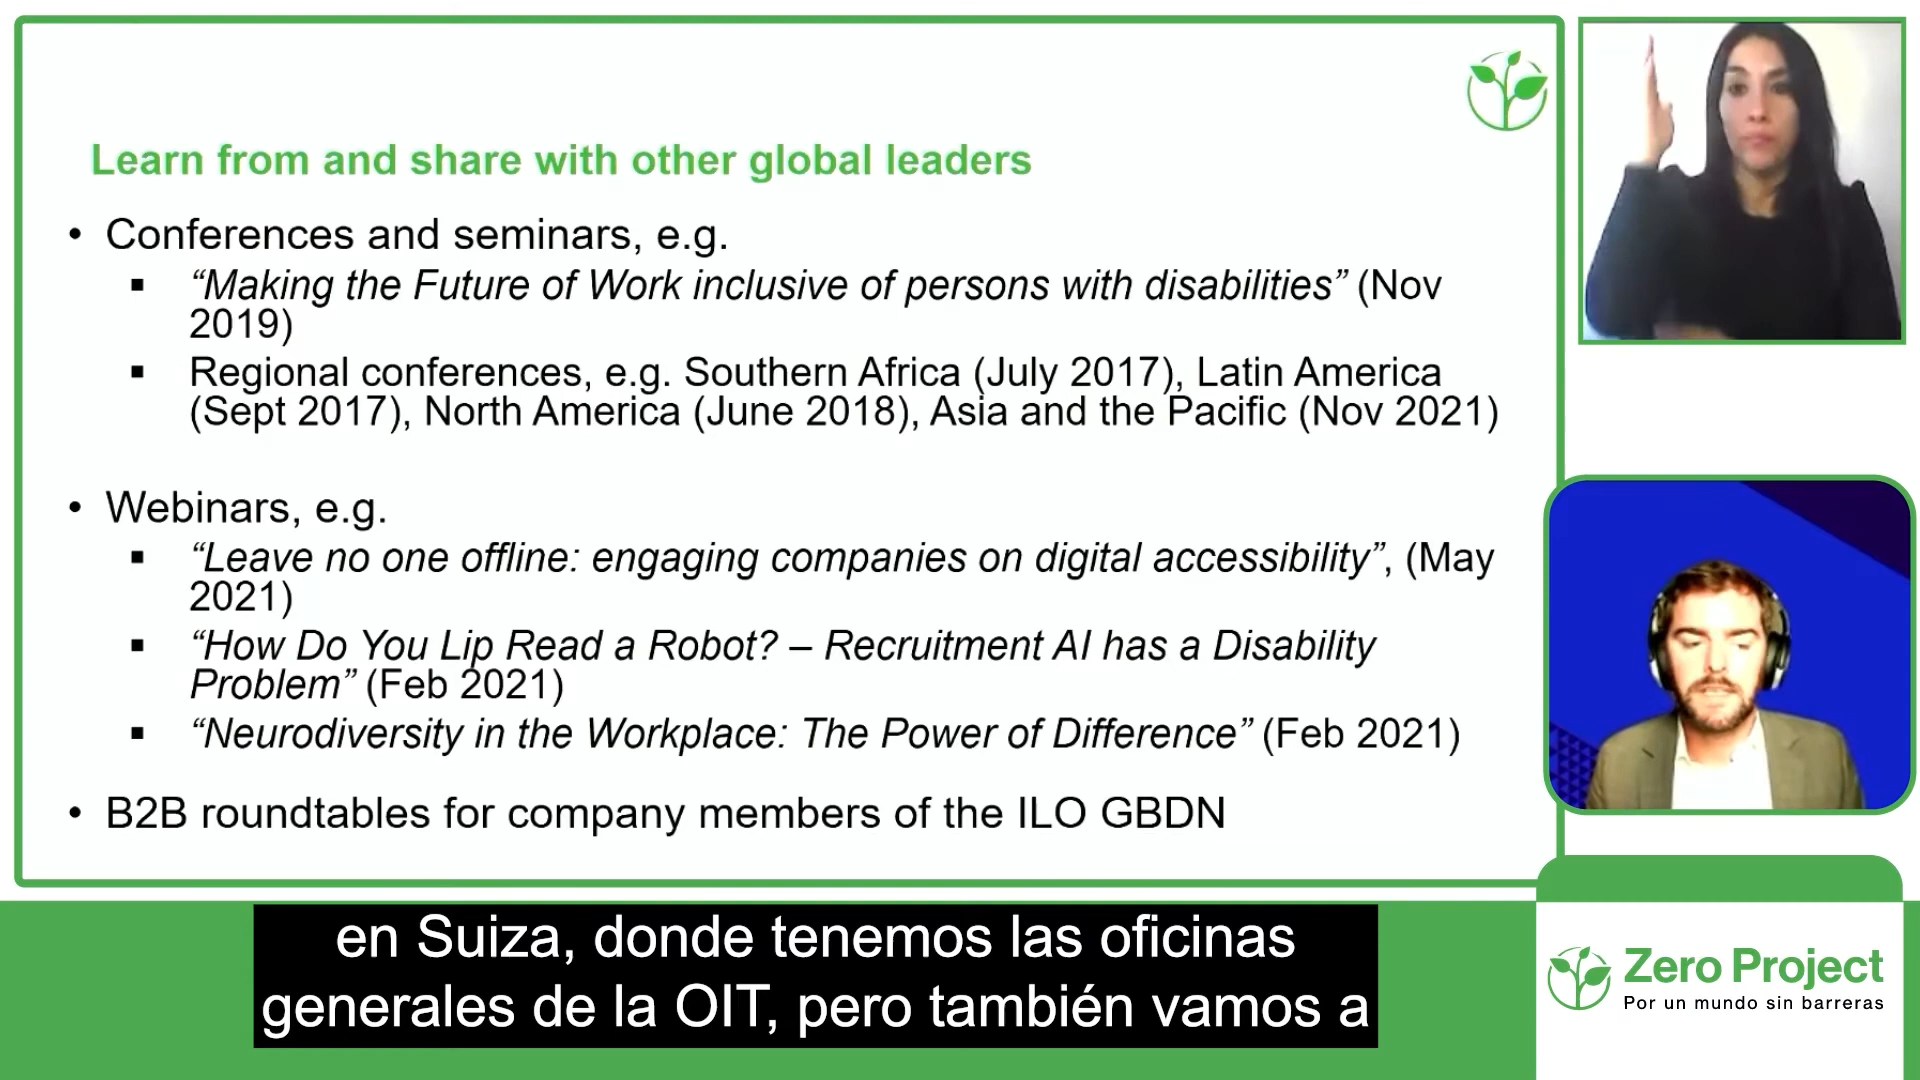 Learn from and share with other global leaders
• Conferences and seminars, e.g.
▪ “Making the Future of Work inclusive of persons with disabilities” (Nov
2019)
▪ Regional conferences, e.g. Southern Africa (July 2017), Latin America
(Sept 2017), North America (June 2018), Asia and the Pacific (Nov 2021)
• Webinars, e.g.
▪ “Leave no one offline: engaging companies on digital accessibility”, (May
2021)
▪ “How Do You Lip Read a Robot? – Recruitment AI has a Disability
Problem” (Feb 2021)
▪ “Neurodiversity in the Workplace: The Power of Difference” (Feb 2021)
• B2B roundtables for company members of the ILO GBDN
en Suiza, donde tenemos las oficinas
generales de la OIT, pero también vamos a
Zero Project
Por un mundo sin barreras